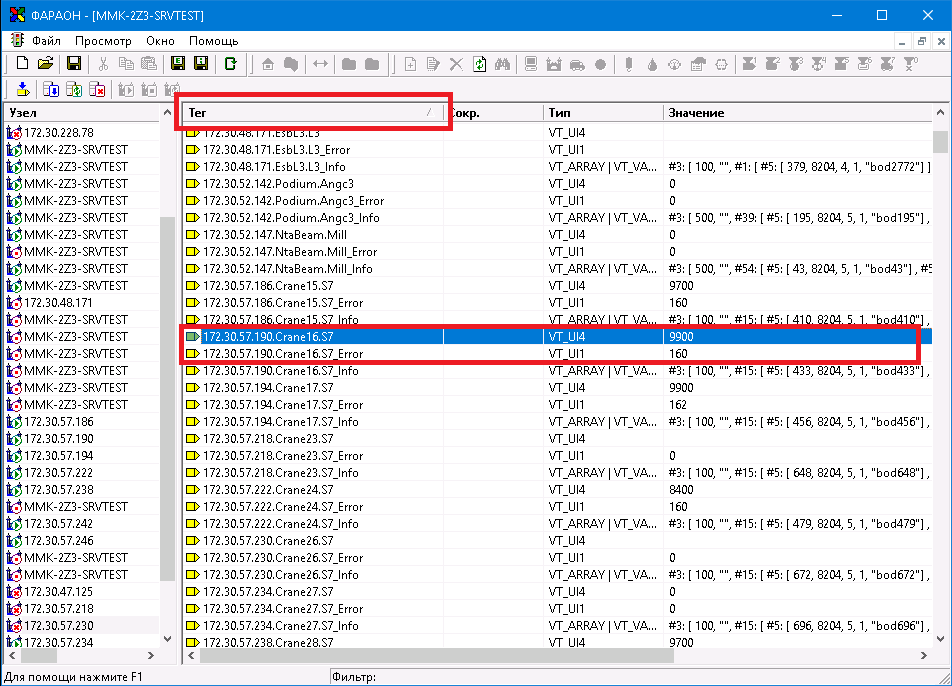 ФАРАОН - [MMK-2Z3-SRVTEST]
Файл Просмотр Окно Помощь
Узел
172.30.228.78
MMK-2Z3-SRVTEST
MMK-2Z3-SRVTEST
MMK-2Z3-SRVTEST
MMK-2Z3-SRVTEST
MMK-2Z3-SRVTEST
MMK-2Z3-SRVTEST
MMK-2Z3-SRVTEST
MMK-2Z3-SRVTEST
MMK-2Z3-SRVTEST
172.30.48.171
MMK-2Z3-SRVTEST
MMK-2Z3-SRVTEST
MMK-2Z3-SRVTEST
MMK-2Z3-SRVTEST
MMK-2Z3-SRVTEST
MMK-2Z3-SRVTEST
172.30.57.186
172.30.57.190
172.30.57.194
172.30.57.222
172.30.57.238
MMK-2Z3-SRVTEST
172.30.57.242
172.30.57.246
MMK-2Z3-SRVTEST
MMK-2Z3-SRVTEST
172.30.47.125
172.30.57.218
172.30.57.230
172.30.57.234
Тег Сокр. Тип Значение
172.30.48.171.EsbL3.L3 VT_UI4
172.30.48.171.EsbL3.L3_Error VT_UI1
172.30.48.171.EsbL3.L3_Info VT_ARRAY | VT_VA... #3: [ 100, "", #1: [ #5: [ 379, 8204, 4, 1, "bod2772"] ]
172.30.52.142.Podium.Angc3 VT_UI4 0
172.30.52.142.Podium.Angc3_Error VT_UI1 0
172.30.52.142.Podium.Angc3_Info VT_ARRAY | VT_VA... #3: [ 500, "", #39: [ #5: [ 195, 8204, 5, 1, "bod195"] ,
172.30.52.147.NtaBeam.Mill VT_UI4 0
172.30.52.147.NtaBeam.Mill_Error VT_UI1 0
172.30.52.147.NtaBeam.Mill_Info VT_ARRAY | VT_VA... #3: [ 500, "", #54: [ #5: [ 43, 8204, 5, 1, "bod43"] , #5
172.30.57.186.Crane15.S7 VT_UI4 9700
172.30.57.186.Crane15.S7_Error VT_UI1 160
172.30.57.186.Crane15.S7_Info VT_ARRAY | VT_VA... #3: [ 100, "", #15: [ #5: [ 410, 8204, 5, 1, "bod410"] ,
172.30.57.190.Crane16.S7 VT_UI4 9900
172.30.57.190.Crane16.S7_Error VT_UI1 160
172.30.57.190.Crane16.S7_Info VT_ARRAY | VT_VA... #3: [ 100, "", #15: [ #5: [ 433, 8204, 5, 1, "bod433"] ,
172.30.57.194.Crane17.S7 VT_UI4 9900
172.30.57.194.Crane17.S7_Error VT_UI1 162
172.30.57.194.Crane17.S7_Info VT_ARRAY | VT_VA... #3: [ 100, "", #15: [ #5: [ 456, 8204, 5, 1, "bod456"] ,
172.30.57.218.Crane23.S7 VT_UI4
172.30.57.218.Crane23.S7_Error VT_UI1 0
172.30.57.218.Crane23.S7_Info VT_ARRAY | VT_VA... #3: [ 100, "", #15: [ #5: [ 648, 8204, 5, 1, "bod648"] ,
172.30.57.222.Crane24.S7 VT_UI4 8400
172.30.57.222.Crane24.S7_Error VT_UI1 160
172.30.57.222.Crane24.S7_Info VT_ARRAY | VT_VA... #3: [ 100, "", #15: [ #5: [ 479, 8204, 5, 1, "bod479"] ,
172.30.57.230.Crane26.S7 VT_UI4
172.30.57.230.Crane26.S7_Error VT_UI1 0
172.30.57.230.Crane26.S7_Info VT_ARRAY | VT_VA... #3: [ 100, "", #15: [ #5: [ 672, 8204, 5, 1, "bod672"] ,
172.30.57.234.Crane27.S7 VT_UI4 0
172.30.57.234.Crane27.S7_Error VT_UI1 0
172.30.57.234.Crane27.S7_Info VT_ARRAY | VT_VA... #3: [ 100, "", #15: [ #5: [ 696, 8204, 5, 1, "bod696"] ,
172.30.57.238.Crane28.S7 VT_UI4 9700
Для помощи нажмите F1 Фильтр: